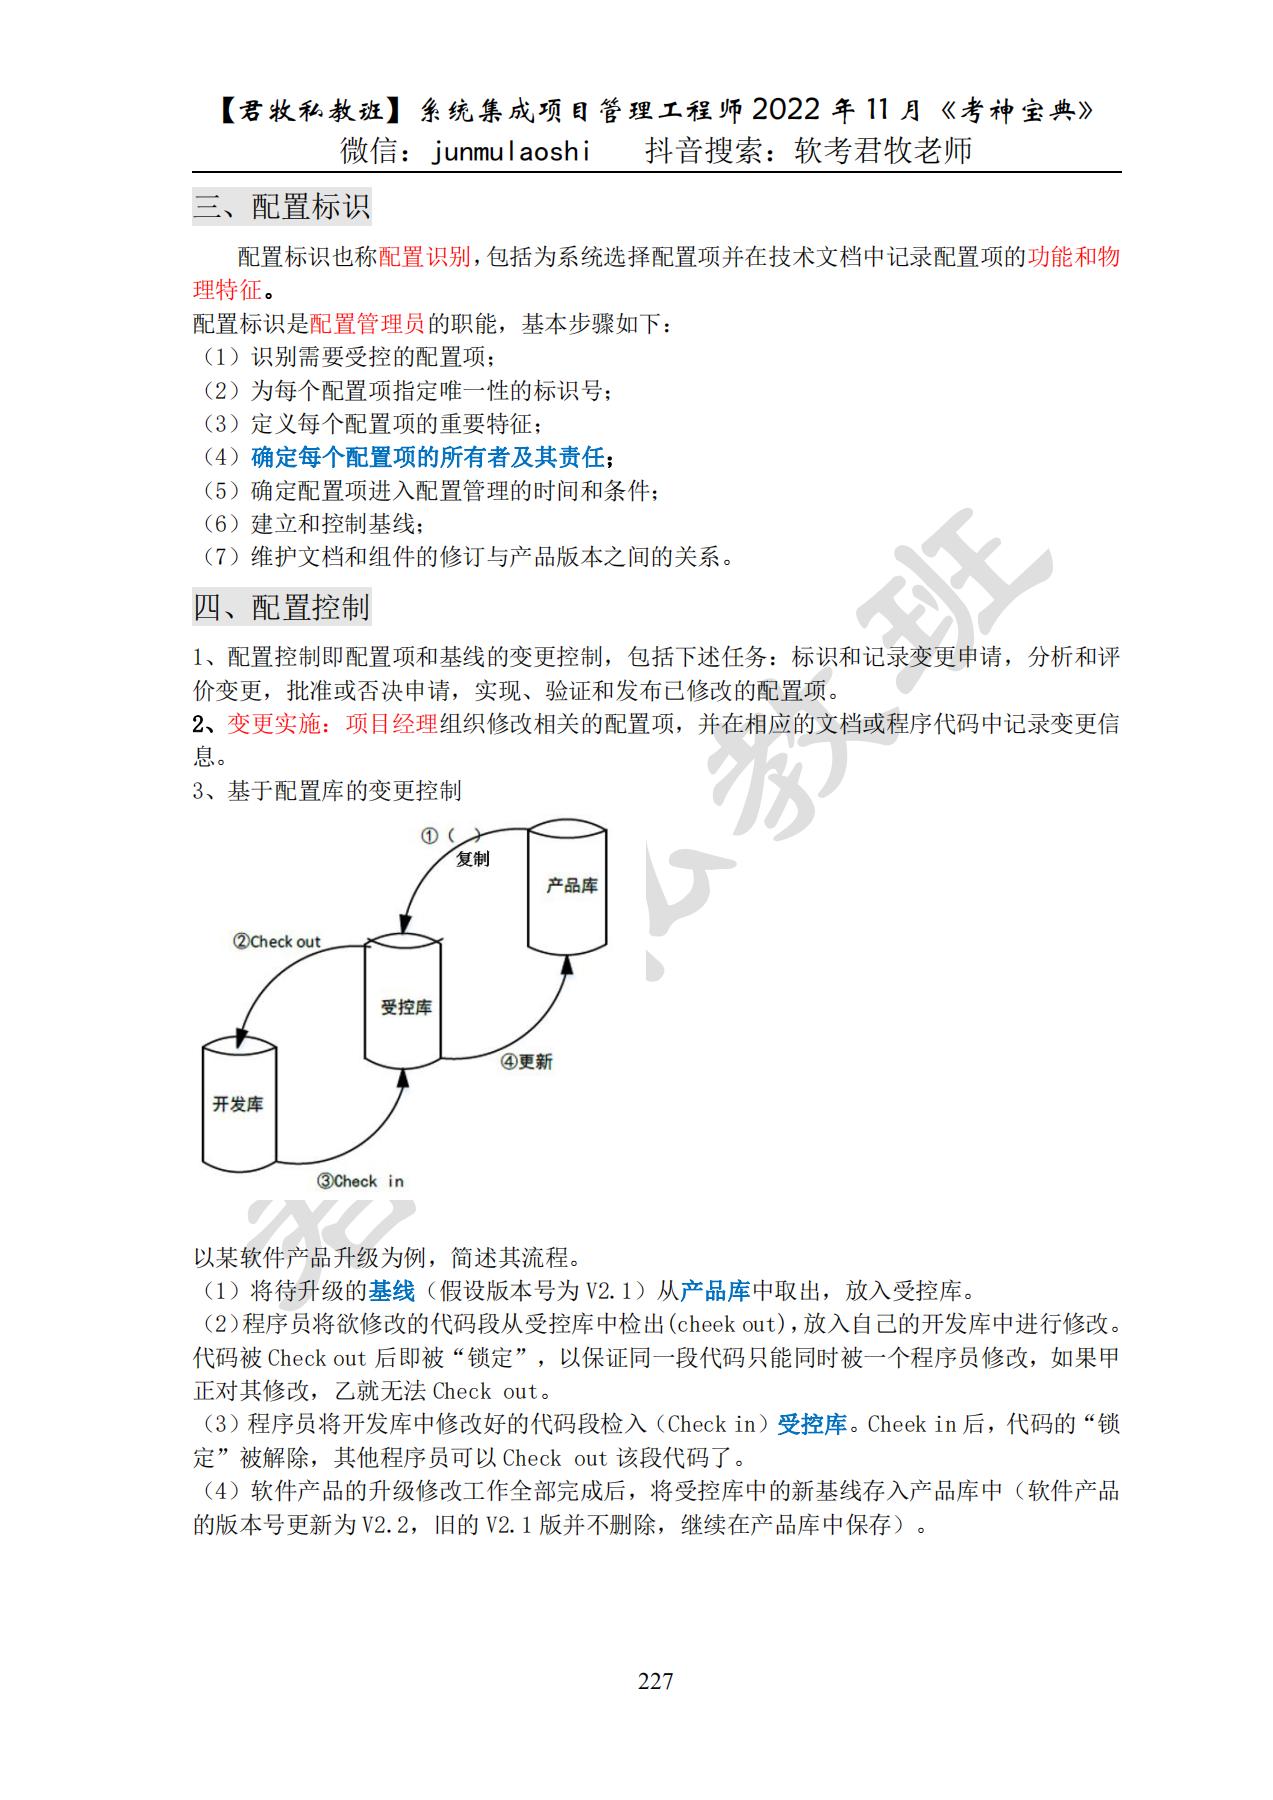 【君牧私教班】系统集成项目管理工程师 2022 年 11 月《考神宝典》
微信：junmulaoshi 抖音搜索：软考君牧老师
三、配置标识
配置标识也称配置识别，包括为系统选择配置项并在技术文档中记录配置项的功能和物
理特征。
配置标识是配置管理员的职能，基本步骤如下：
（1）识别需要受控的配置项；
（2）为每个配置项指定唯一性的标识号；
（3）定义每个配置项的重要特征；
（4）确定每个配置项的所有者及其责任；
（5）确定配置项进入配置管理的时间和条件；
（6）建立和控制基线；
（7）维护文档和组件的修订与产品版本之间的关系。
四、配置控制
1、配置控制即配置项和基线的变更控制，包括下述任务：标识和记录变更申请，分析和评
价变更，批准或否决申请，实现、验证和发布已修改的配置项。
2、变更实施：项目经理组织修改相关的配置项，并在相应的文档或程序代码中记录变更信
息。
3、基于配置库的变更控制
①（ ）
复制
产品库
②Check out
受控库
④更新
开发库
③Check in
以某软件产品升级为例，简述其流程。
（1）将待升级的基线（假设版本号为 V2.1）从产品库中取出，放入受控库。
（2）程序员将欲修改的代码段从受控库中检出(cheek out)，放入自己的开发库中进行修改。
代码被 Check out 后即被“锁定”，以保证同一段代码只能同时被一个程序员修改，如果甲
正对其修改，乙就无法 Check out。
（3）程序员将开发库中修改好的代码段检入（Check in）受控库。Cheek in 后，代码的“锁
定”被解除，其他程序员可以 Check out 该段代码了。
（4）软件产品的升级修改工作全部完成后，将受控库中的新基线存入产品库中（软件产品
的版本号更新为 V2.2，旧的 V2.1 版并不删除，继续在产品库中保存）。
227